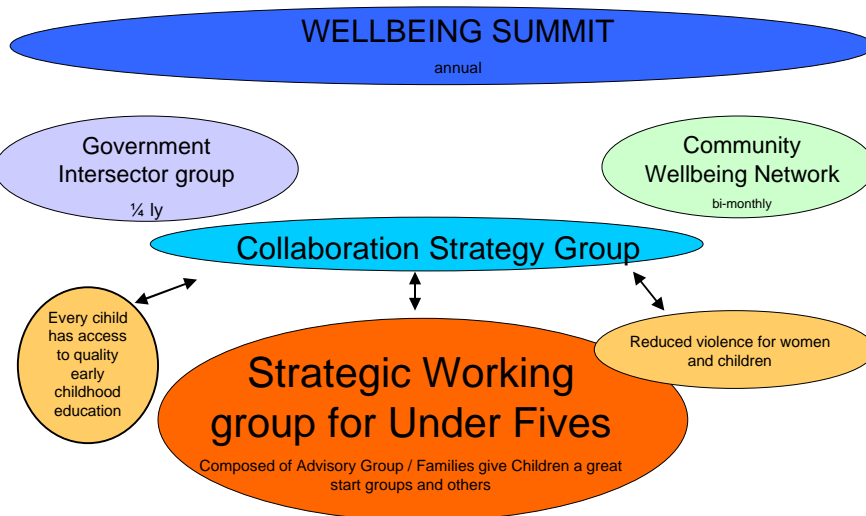 WELLBEING SUMMIT
annual
Government
Intersector group
¼ ly
Community
Wellbeing Network
bi-monthly
Collaboration Strategy Group
Every cihild
has access
to quality
early
childhood
education
Reduced violence for women
and children
Strategic Working
group for Under Fives
Composed of Advisory Group / Families give Children a great
start groups and others